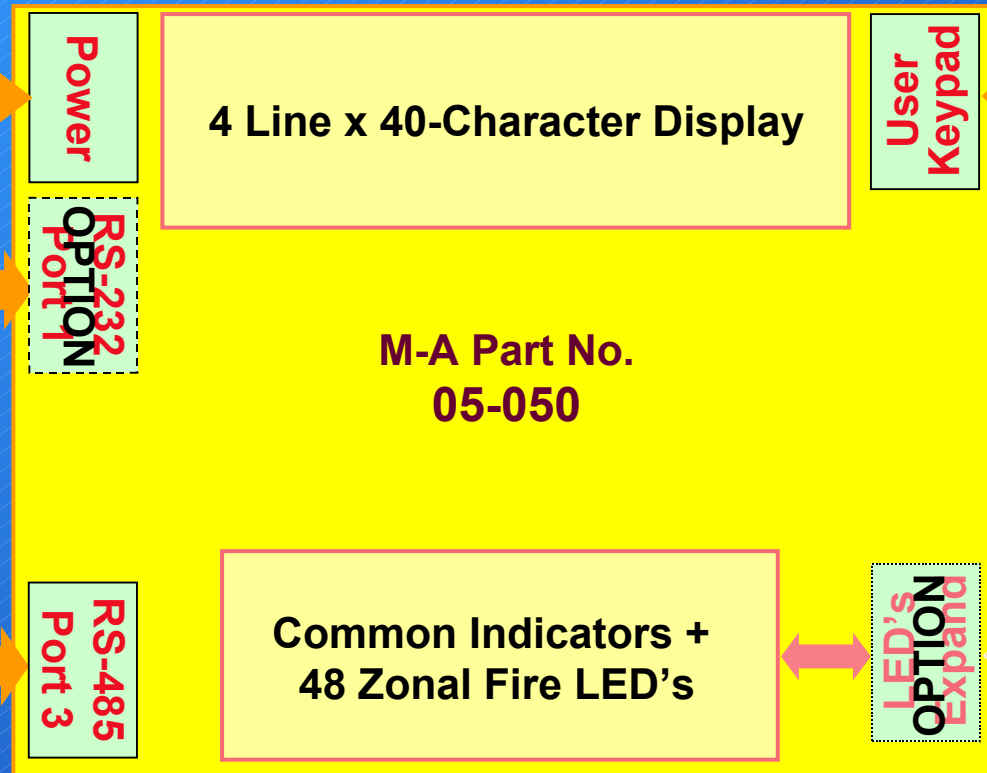 Power
4 Line x 40-Character Display
User
Keypad
RS-232
Port 1
OPTION
M-A Part No.
05-050
RS-485
Port 3
Common Indicators +
48 Zonal Fire LED's
LED's
Expand
OPTION